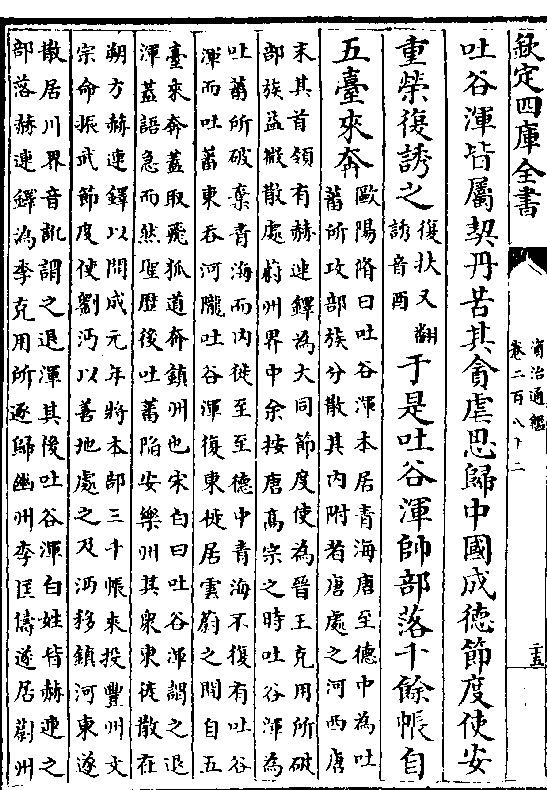 欽定四庫全書
資治通鑑
卷二百八十二
二十五
吐谷渾皆屬契丹苦其貪虐思歸中國成德節度使安
重榮復誘之
復扶又翻
誘音酉
于是吐谷渾帥部落千餘帳自
五臺來奔
歐陽脩曰吐谷渾本居青海唐至德中為吐
蕃所攻部族分散其内附者唐處之河西唐
末其首領有赫連鐸為大同節度使為晉王克用所破
部族益微散處蔚州界中余按唐高宗之時吐谷渾為
吐蕃所破棄青海而内徙至至德中青海不復有吐谷
渾而吐蕃東吞河隴吐谷渾復東徙居雲蔚之間自五
臺來奔蓋取飛狐道奔鎮州也宋白曰吐谷渾謂之退
渾蓋語急而然聖歷後吐蕃陷安樂州其衆東徙散在
朔方赫連鐸以開成元年將本部三千帳來投豐州文
宗命振武節度使劉沔以善地處之及沔移鎮河東遂
散居川界音訛謂之退渾其後吐谷渾白姓皆赫連之
部落赫連鐸為李克用所逐歸幽州李匡儔遂居蔚州